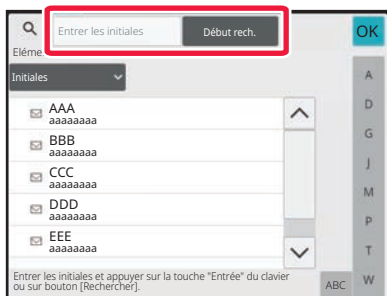 Entrer les initiales
Début rech.
OK
Eléme
Initiales
A
D
G
J
M
P
T
W
AAA
aaaaaaaa
BBB
aaaaaaaa
CCC
aaaaaaaa
DDD
aaaaaaaa
EEE
aaaaaaaa
Entrer les initiales et appuyer sur la touche "Entrée" du clavier
ou sur bouton [Rechercher].
ABC